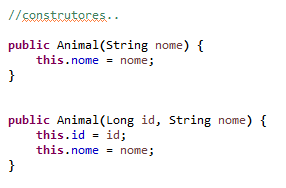 //construtores..
public Animal(String nome) {
this.nome = nome;
}
public Animal(Long id, String nome) {
this.id = id;
this.nome = nome;
}